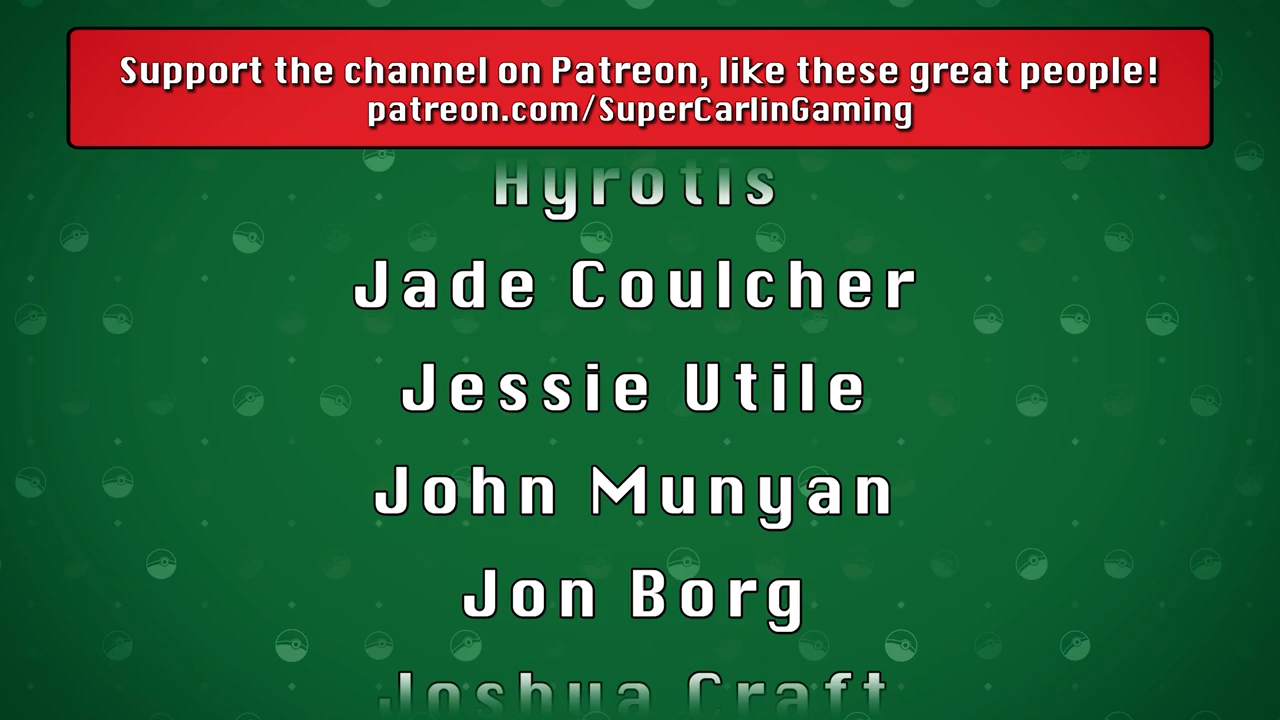 Support the channel on Patreon, like these great people!
patreon.com/SuperCarlinGaming
Hyrotis
Jade Coulcher
Jessie Utile
John Munyan
Jon Borg
Joshua Craft